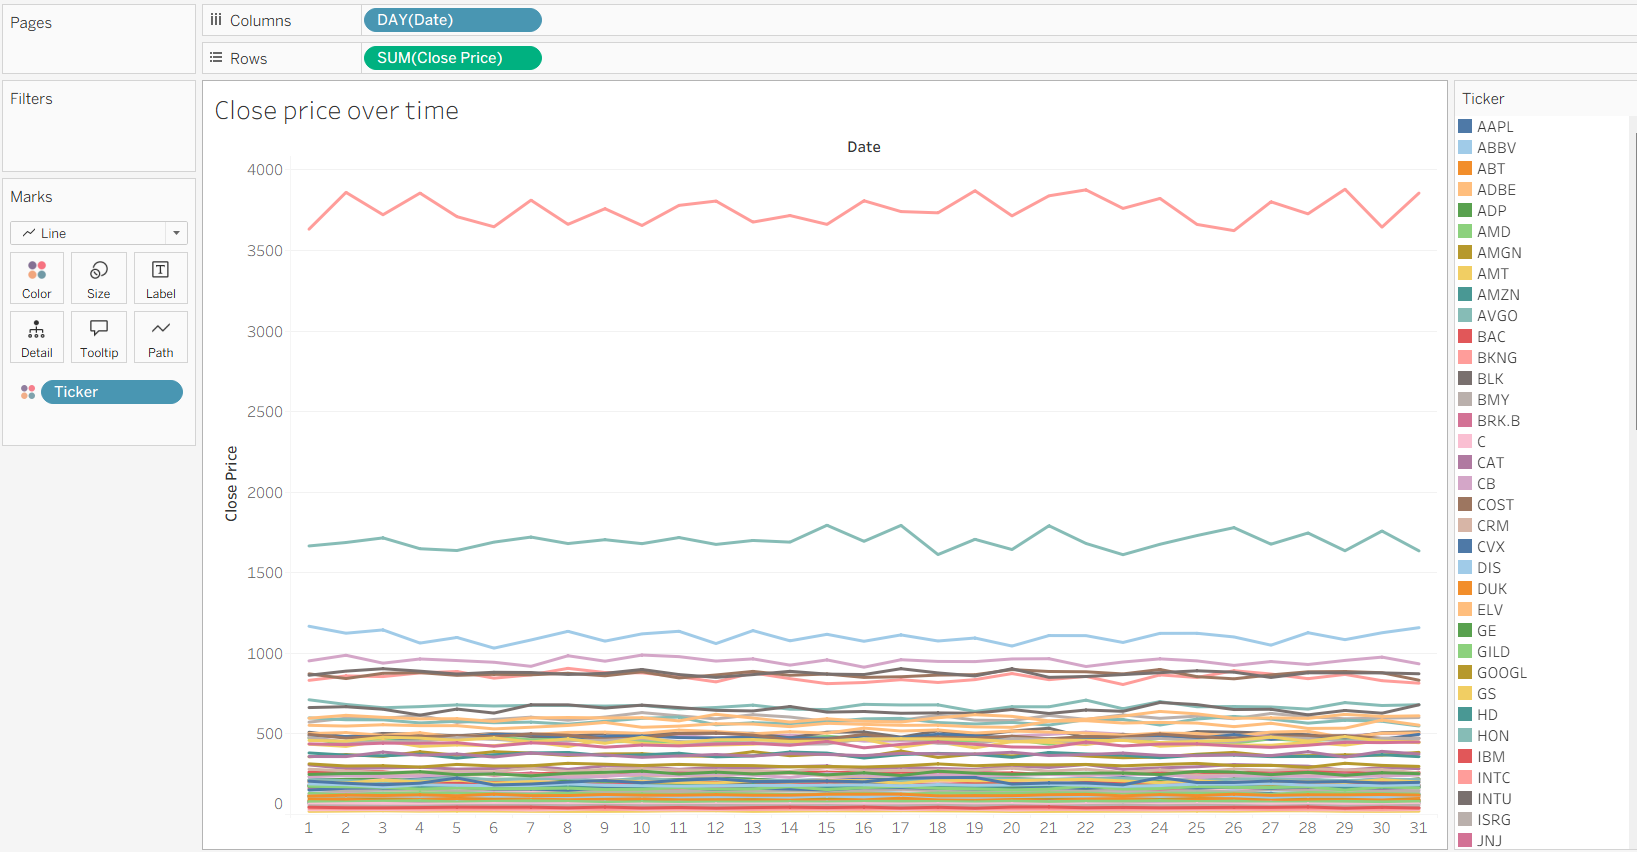 Pages
Columns
DAY(Date)
Rows
SUM(Close Price)
Filters
Marks
Line
Color
Size
Label
Detail
Tooltip
Path
Ticker
Close price over time
Date
Close Price
4000
3500
3000
2500
2000
1500
1000
500
0
1 2 3 4 5 6 7 8 9 10 11 12 13 14 15 16 17 18 19 20 21 22 23 24 25 26 27 28 29 30 31
Ticker
AAPL
ABBV
ABT
ADBE
ADP
AMD
AMGN
AMT
AMZN
AVGO
BAC
BKNG
BLK
BMY
BRK.B
C
CAT
CB
COST
CRM
CVX
DIS
DUK
ELV
GE
GILD
GOOGL
GS
HD
HON
IBM
INTC
INTU
ISRG
JNJ